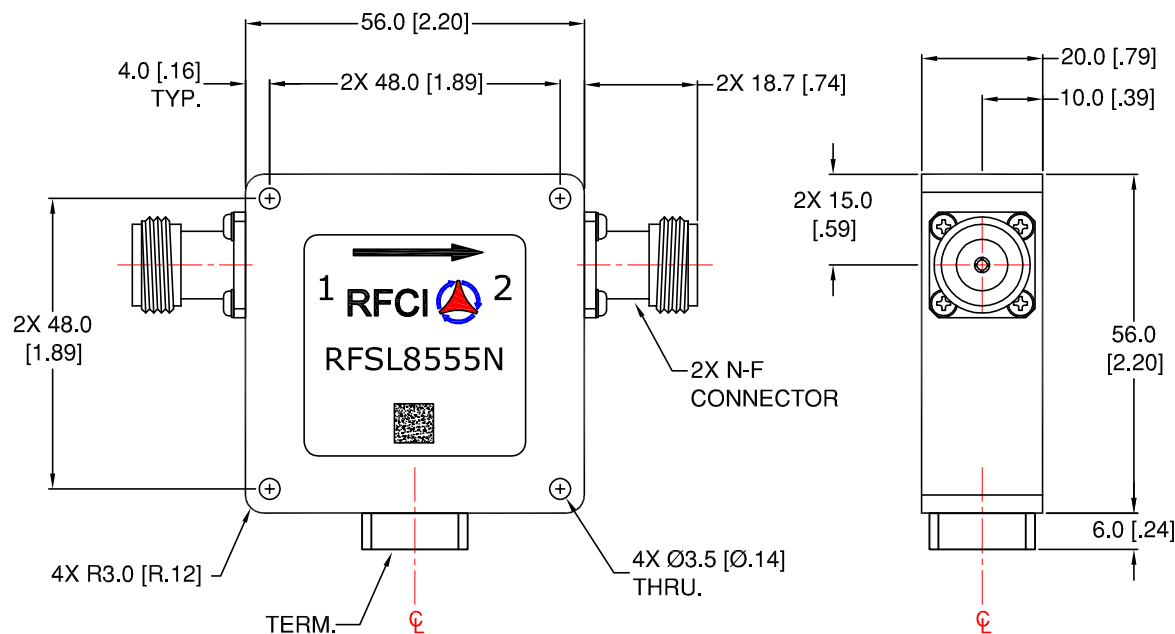 56.0 [2.20]
4.0 [.16]
TYP.
2X 48.0 [1.89]
2X 18.7 [.74]
20.0 [.79]
10.0 [.39]
2X 15.0
[.59]
1
RFCI
2
RFSL8555N
2X 48.0
[1.89]
2X N-F
CONNECTOR
56.0
[2.20]
4X R3.0 [R.12]
TERM.
4X Ø3.5 [Ø.14]
THRU.
6.0 [.24]
℄
℄